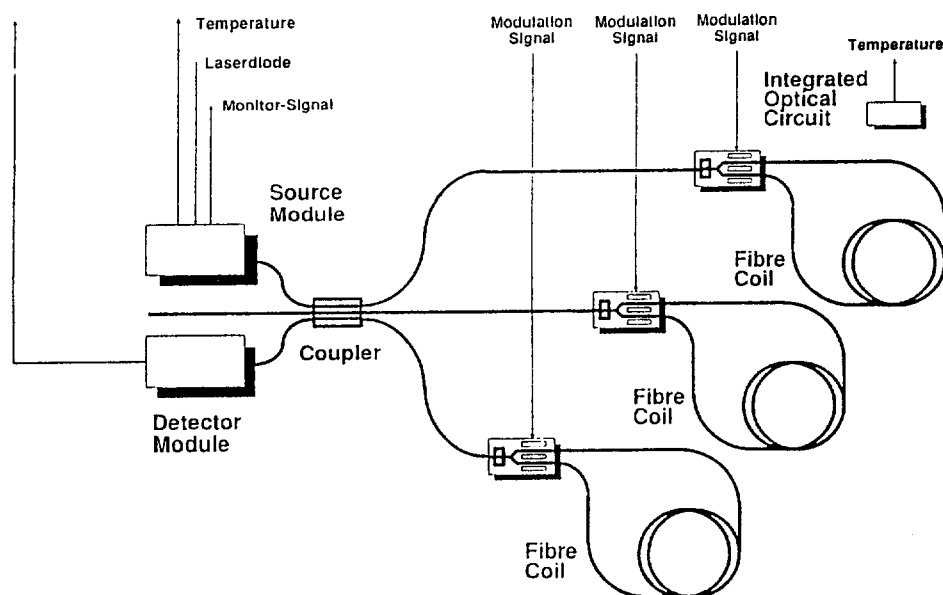 Modulation
Signal
Modulation
Signal
Modulation
Signal
Temperature
Laserdiode
Monitor-Signal
Temperature
Integrated
Optical
Circuit
Source
Module
Fibre
Coil
Coupler
Fibre
Coil
Detector
Module
Fibre
Coil